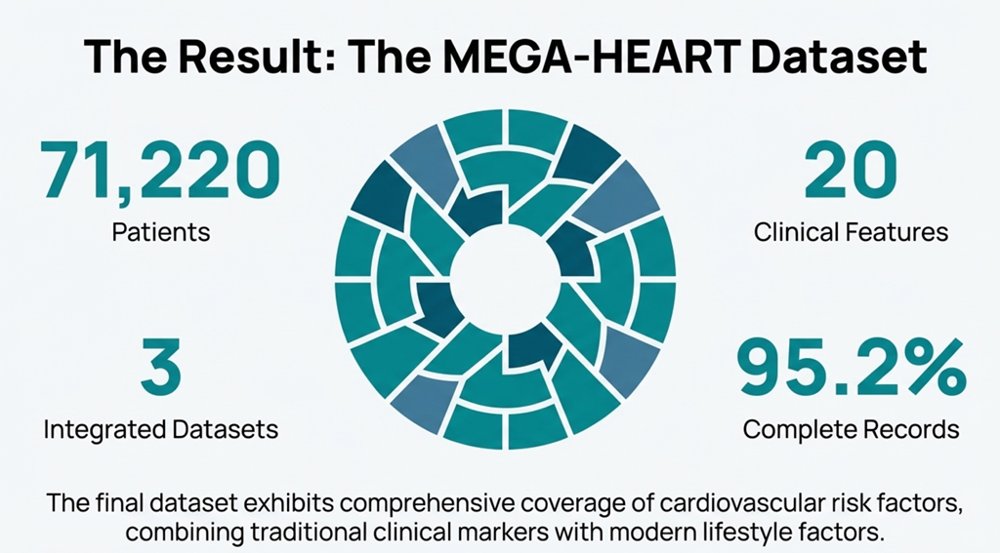 The Result: The MEGA-HEART Dataset
71,220
Patients
20
Clinical Features
3
Integrated Datasets
95.2%
Complete Records
The final dataset exhibits comprehensive coverage of cardiovascular risk factors,
combining traditional clinical markers with modern lifestyle factors.